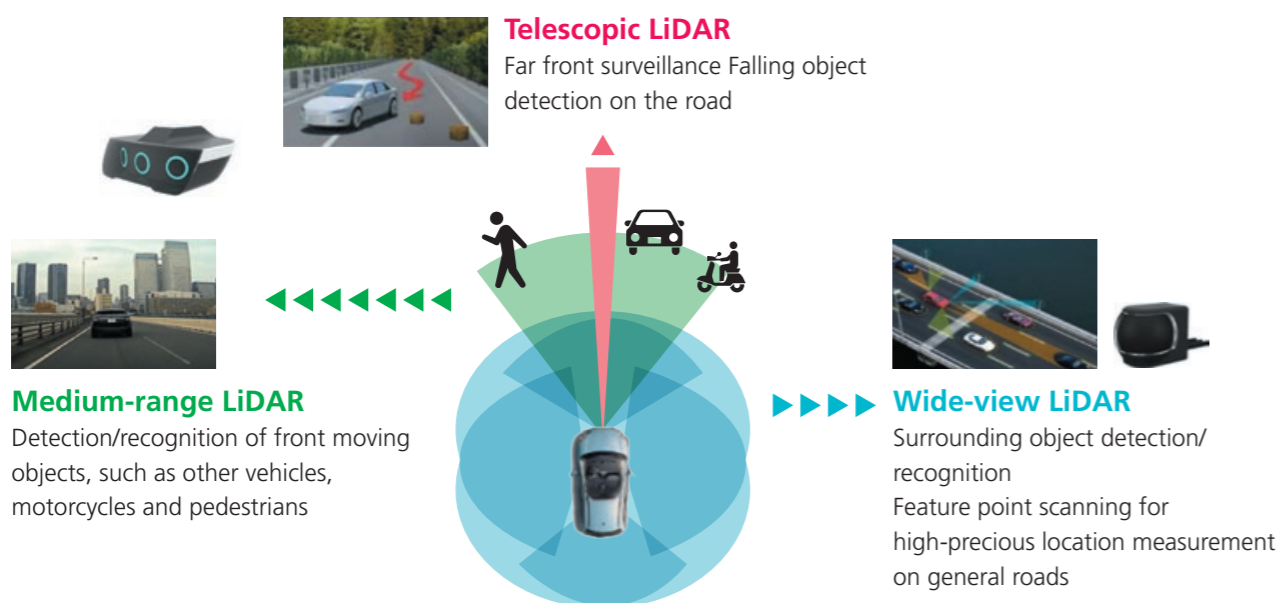 Telescopic LiDAR
Far front surveillance Falling object
detection on the road
Medium-range LiDAR
Detection/recognition of front moving
objects, such as other vehicles,
motorcycles and pedestrians
Wide-view LiDAR
Surrounding object detection/
recognition
Feature point scanning for
high-precious location measurement
on general roads